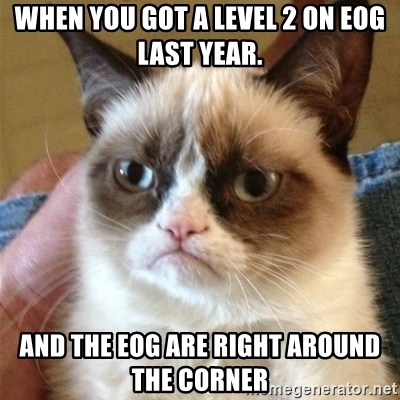 WHEN YOU GOT A LEVEL 2 ON EOG
LAST YEAR.
AND THE EOG ARE RIGHT AROUND
THE CORNER
memegenerator.net